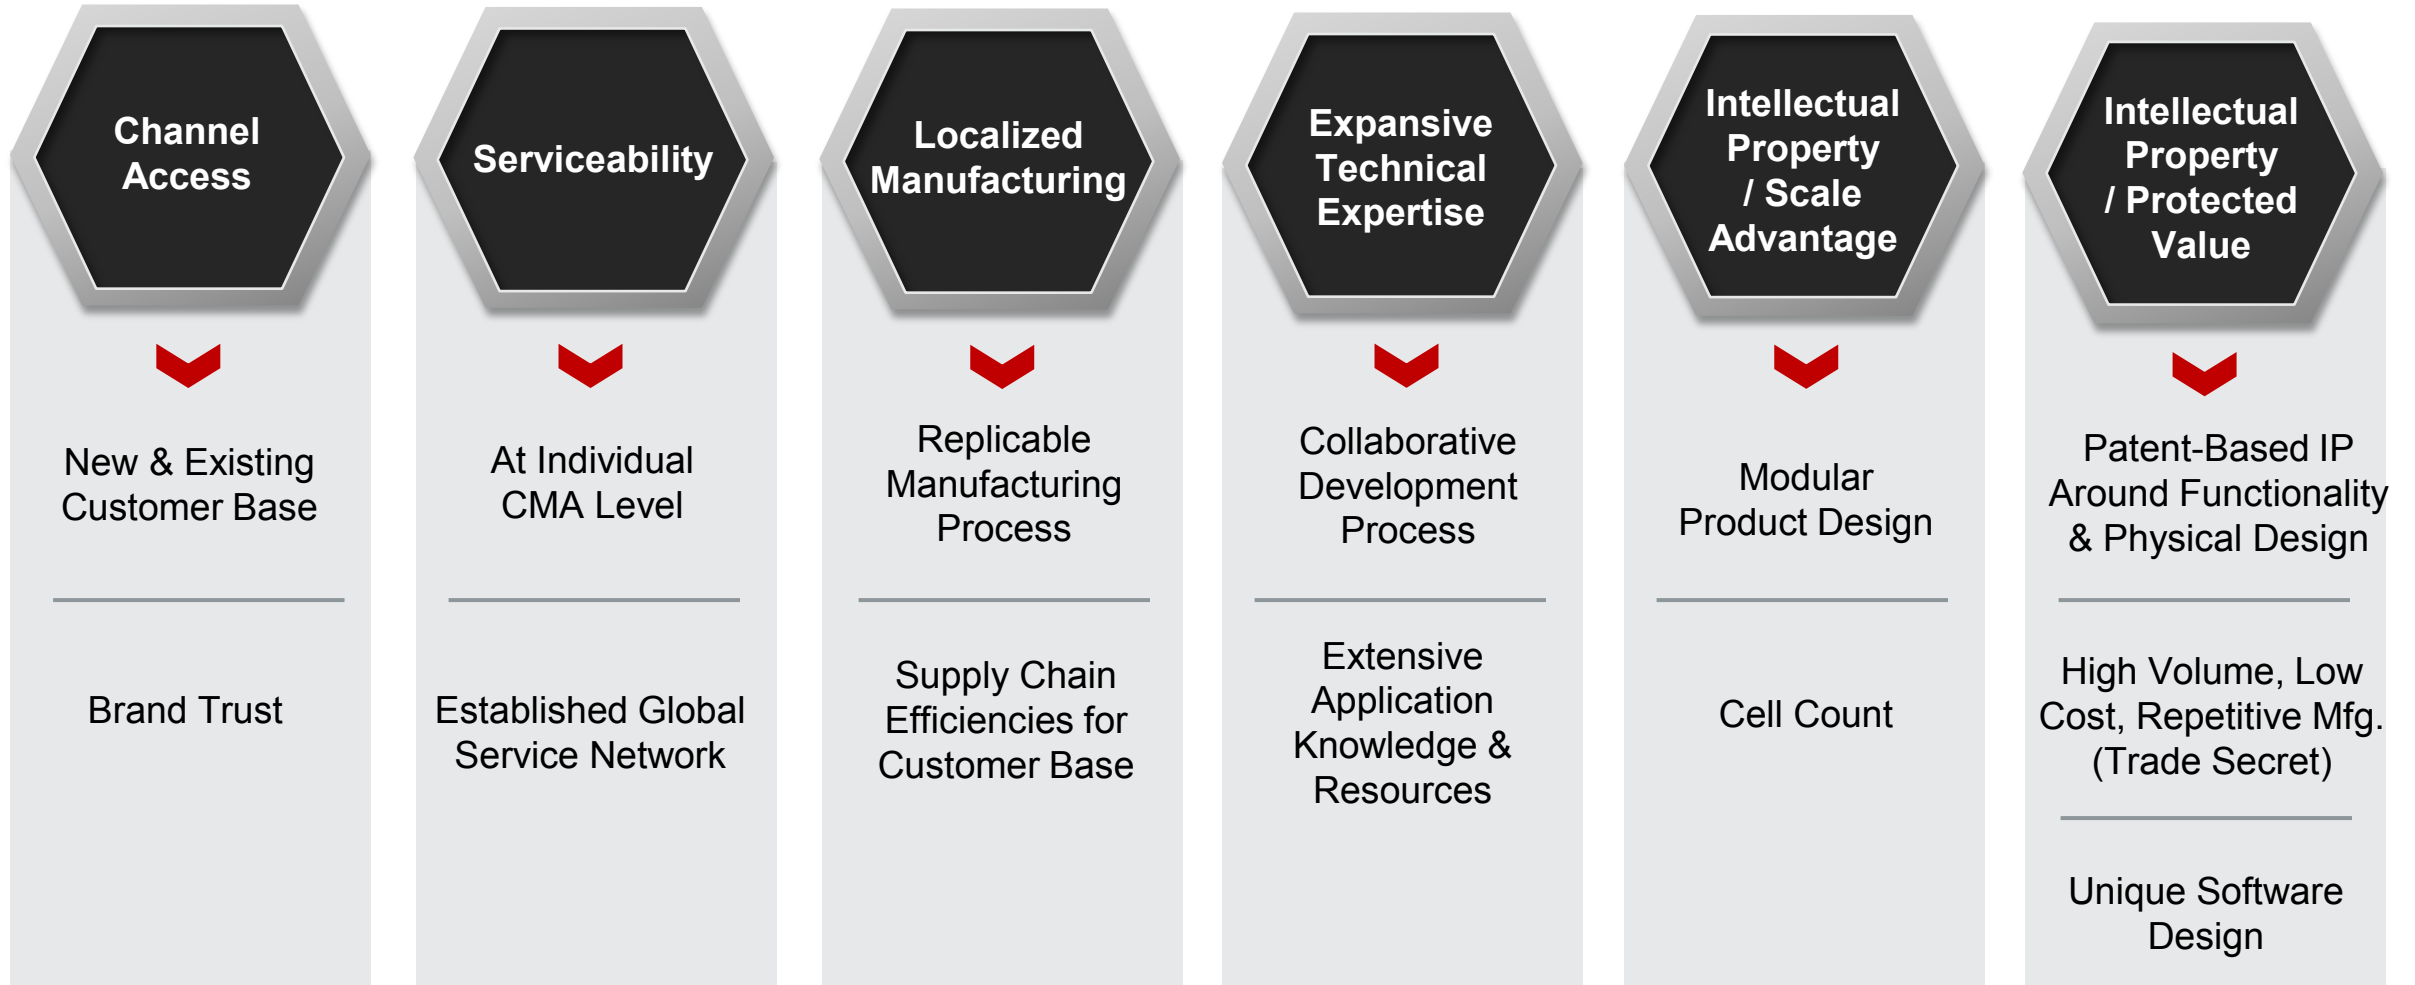 Channel
Access
New & Existing
Customer Base
Brand Trust
Serviceability
At Individual
CMA Level
Established Global
Service Network
Localized
Manufacturing
Replicable
Manufacturing
Process
Supply Chain
Efficiencies for
Customer Base
Expansive
Technical
Expertise
Collaborative
Development
Process
Extensive
Application
Knowledge &
Resources
Intellectual
Property
/ Scale
Advantage
Modular
Product Design
Cell Count
Intellectual
Property
/ Protected
Value
Patent-Based IP
Around Functionality
& Physical Design
High Volume, Low
Cost, Repetitive Mfg.
(Trade Secret)
Unique Software
Design